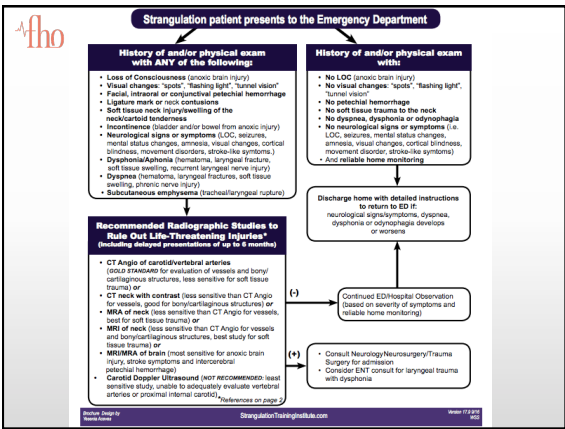 fho
Strangulation patient presents to the Emergency Department
History of and/or physical exam
with ANY of the following:
• Loss of Consciousness (anoxic brain injury)
• Visual changes: "spots", "flashing light", "tunnel vision"
• Facial, intraoral or conjunctival petechial hemorrhage
• Ligature mark or neck contusions
• Soft tissue neck injury/swelling of the
neck/cartoid tenderness
• Incontinence (bladder and/or bowel from anoxic injury)
• Neurological signs or symptoms (LOC, seizures,
mental status changes, amnesia, visual changes, cortical
blindness, movement disorders, stroke-like symtoms.)
• Dysphonia/Aphonia (hematoma, laryngeal fracture,
soft tissue swelling, recurrent laryngeal nerve injury)
• Dyspnea (hematoma, laryngeal fractures, soft tissue
swelling, phrenic nerve injury)
• Subcutaneous emphysema (tracheal/laryngeal rupture)
History of and/or physical exam
with:
• No LOC (anoxic brain injury)
• No visual changes: "spots", "flashing light",
"tunnel vision"
• No petechial hemorrhage
• No soft tissue trauma to the neck
• No dyspnea, dysphonia or odynophagia
• No neurological signs or symptoms (i.e.
LOC, seizures, mental status changes,
amnesia, visual changes, cortical blindness,
movement disorder, stroke-like symtoms)
• And reliable home monitoring
Discharge home with detailed instructions
to return to ED if:
neurological signs/symptoms, dyspnea,
dysphonia or odynophagia develops
or worsens
Recommended Radiographic Studies to
Rule Out Life-Threatening Injuries*
(including delayed presentations of up to 6 months)
• CT Angio of carotid/vertebral arteries
(GOLD STANDARD for evaluation of vessels and bony/
cartilaginous structures, less sensitive for soft tissue
trauma) or
• CT neck with contrast (less sensitive than CT Angio
for vessels, good for bony/cartilaginous structures) or
• MRA of neck (less sensitive than CT Angio for vessels,
best for soft tissue trauma) or
• MRI of neck (less sensitive than CT Angio for vessels
and bony/cartilaginous structures, best study for soft
tissue trauma) or
• MRI/MRA of brain (most sensitive for anoxic brain
injury, stroke symptoms and intercerebral
petechial hemorrhage)
• Carotid Doppler Ultrasound (NOT RECOMMENDED: least
sensitive study, unable to adequately evaluate vertebral
arteries or proximal internal carotid)
*References on page 2
(-)
Continued ED/Hospital Observation
(based on severity of symptoms and
reliable home monitoring)
(+)
• Consult Neurology/Neurosurgery/Trauma
Surgery for admission
• Consider ENT consult for laryngeal trauma
with dysphonia
Brochure Design by
StrangulationTrainingInstitute.com
Version 17.9 9/16
WSS